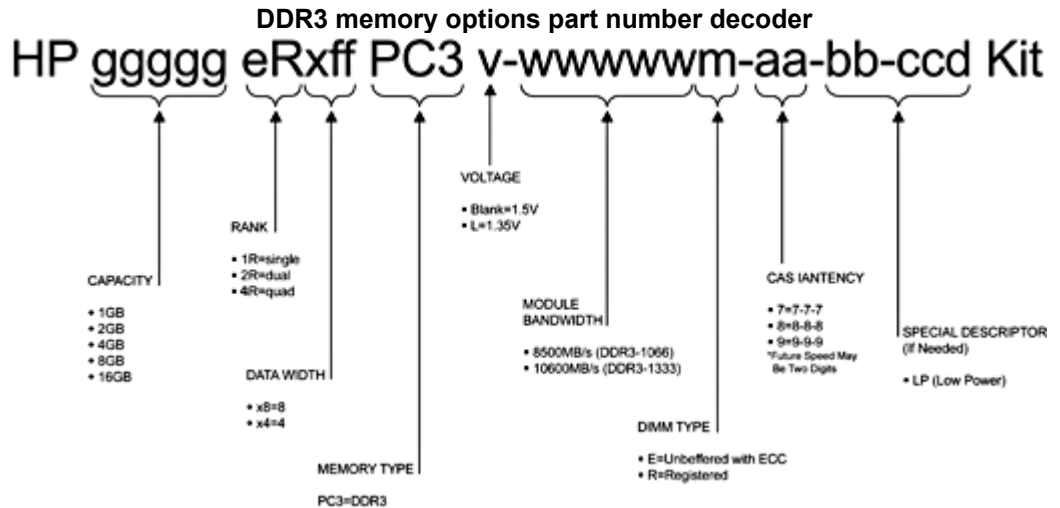 DDR3 memory options part number decoder
HP ggggg eRxff PC3 v-wwwwwm-aa-bb-ccd Kit
CAPACITY
• 1GB
• 2GB
• 4GB
• 8GB
• 16GB
RANK
• 1R=single
• 2R=dual
• 4R=quad
DATA WIDTH
• x8=8
• x4=4
MEMORY TYPE
PC3=DDR3
VOLTAGE
• Blank=1.5V
• L=1.35V
MODULE
BANDWIDTH
• 8500MB/s (DDR3-1066)
• 10600MB/s (DDR3-1333)
DIMM TYPE
• E=Unbeffered with ECC
• R=Registered
CAS IANTENCY
• 7=7-7-7
• 8=8-8-8
• 9=9-9-9
*Future Speed May
Be Two Digits
SPECIAL DESCRIPTOR
(If Needed)
• LP (Low Power)